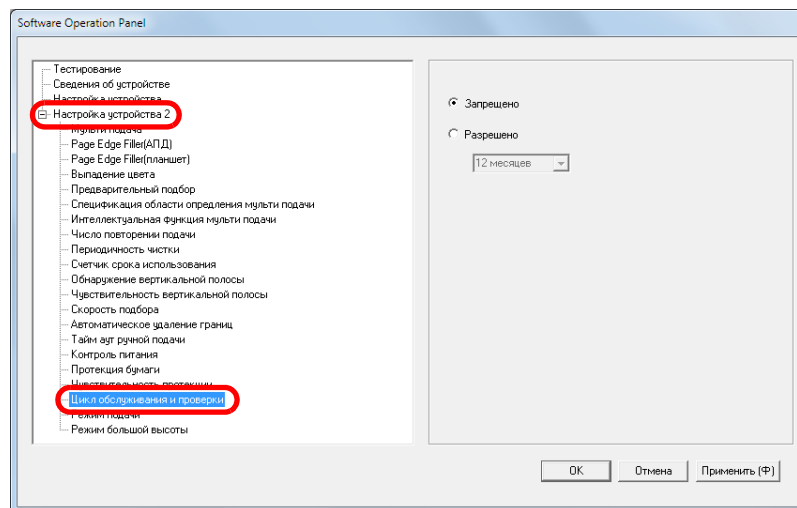 Software Operation Panel
Тестирование
Сведения об устройстве
Настройка устройства
Настройка устройства 2
Мульти подача
Page Edge Filler(АПД)
Page Edge Filler(планшет)
Выпадение цвета
Предварительный подбор
Спецификация области опредления мульти подачи
Интеллектуальная функция мульти подачи
Число повторении подачи
Периодичность чистки
Счетчик срока использования
Обнаружение вертикальной полосы
Чувствительность вертикальной полосы
Скорость подбора
Автоматическое удаление границ
Тайм аут ручной подачи
Контроль питания
Протекция бумаги
Чувствительность протекции
Цикл обслуживания и проверки
Режим подачи
Режим большой высоты
Запрещено
Разрешено
12 месяцев
OK Отмена Применить (Ф)